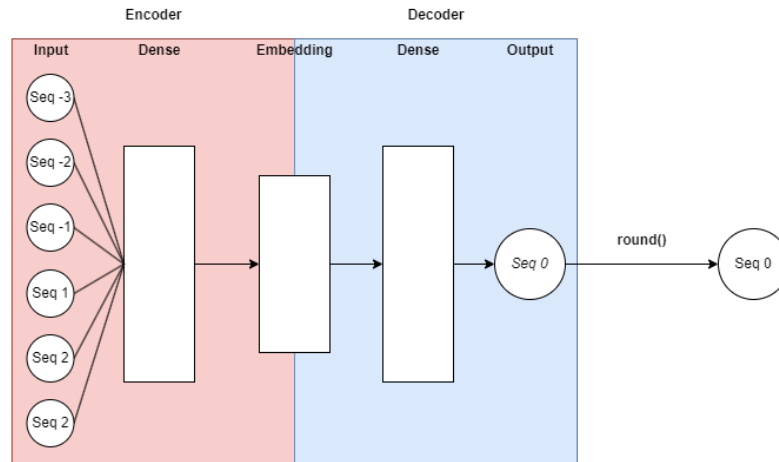 Encoder Decoder
Input Dense Embedding Dense Output
Seq -3
Seq -2
Seq -1
Seq 1
Seq 2
Seq 2
Seq 0
round()
Seq 0